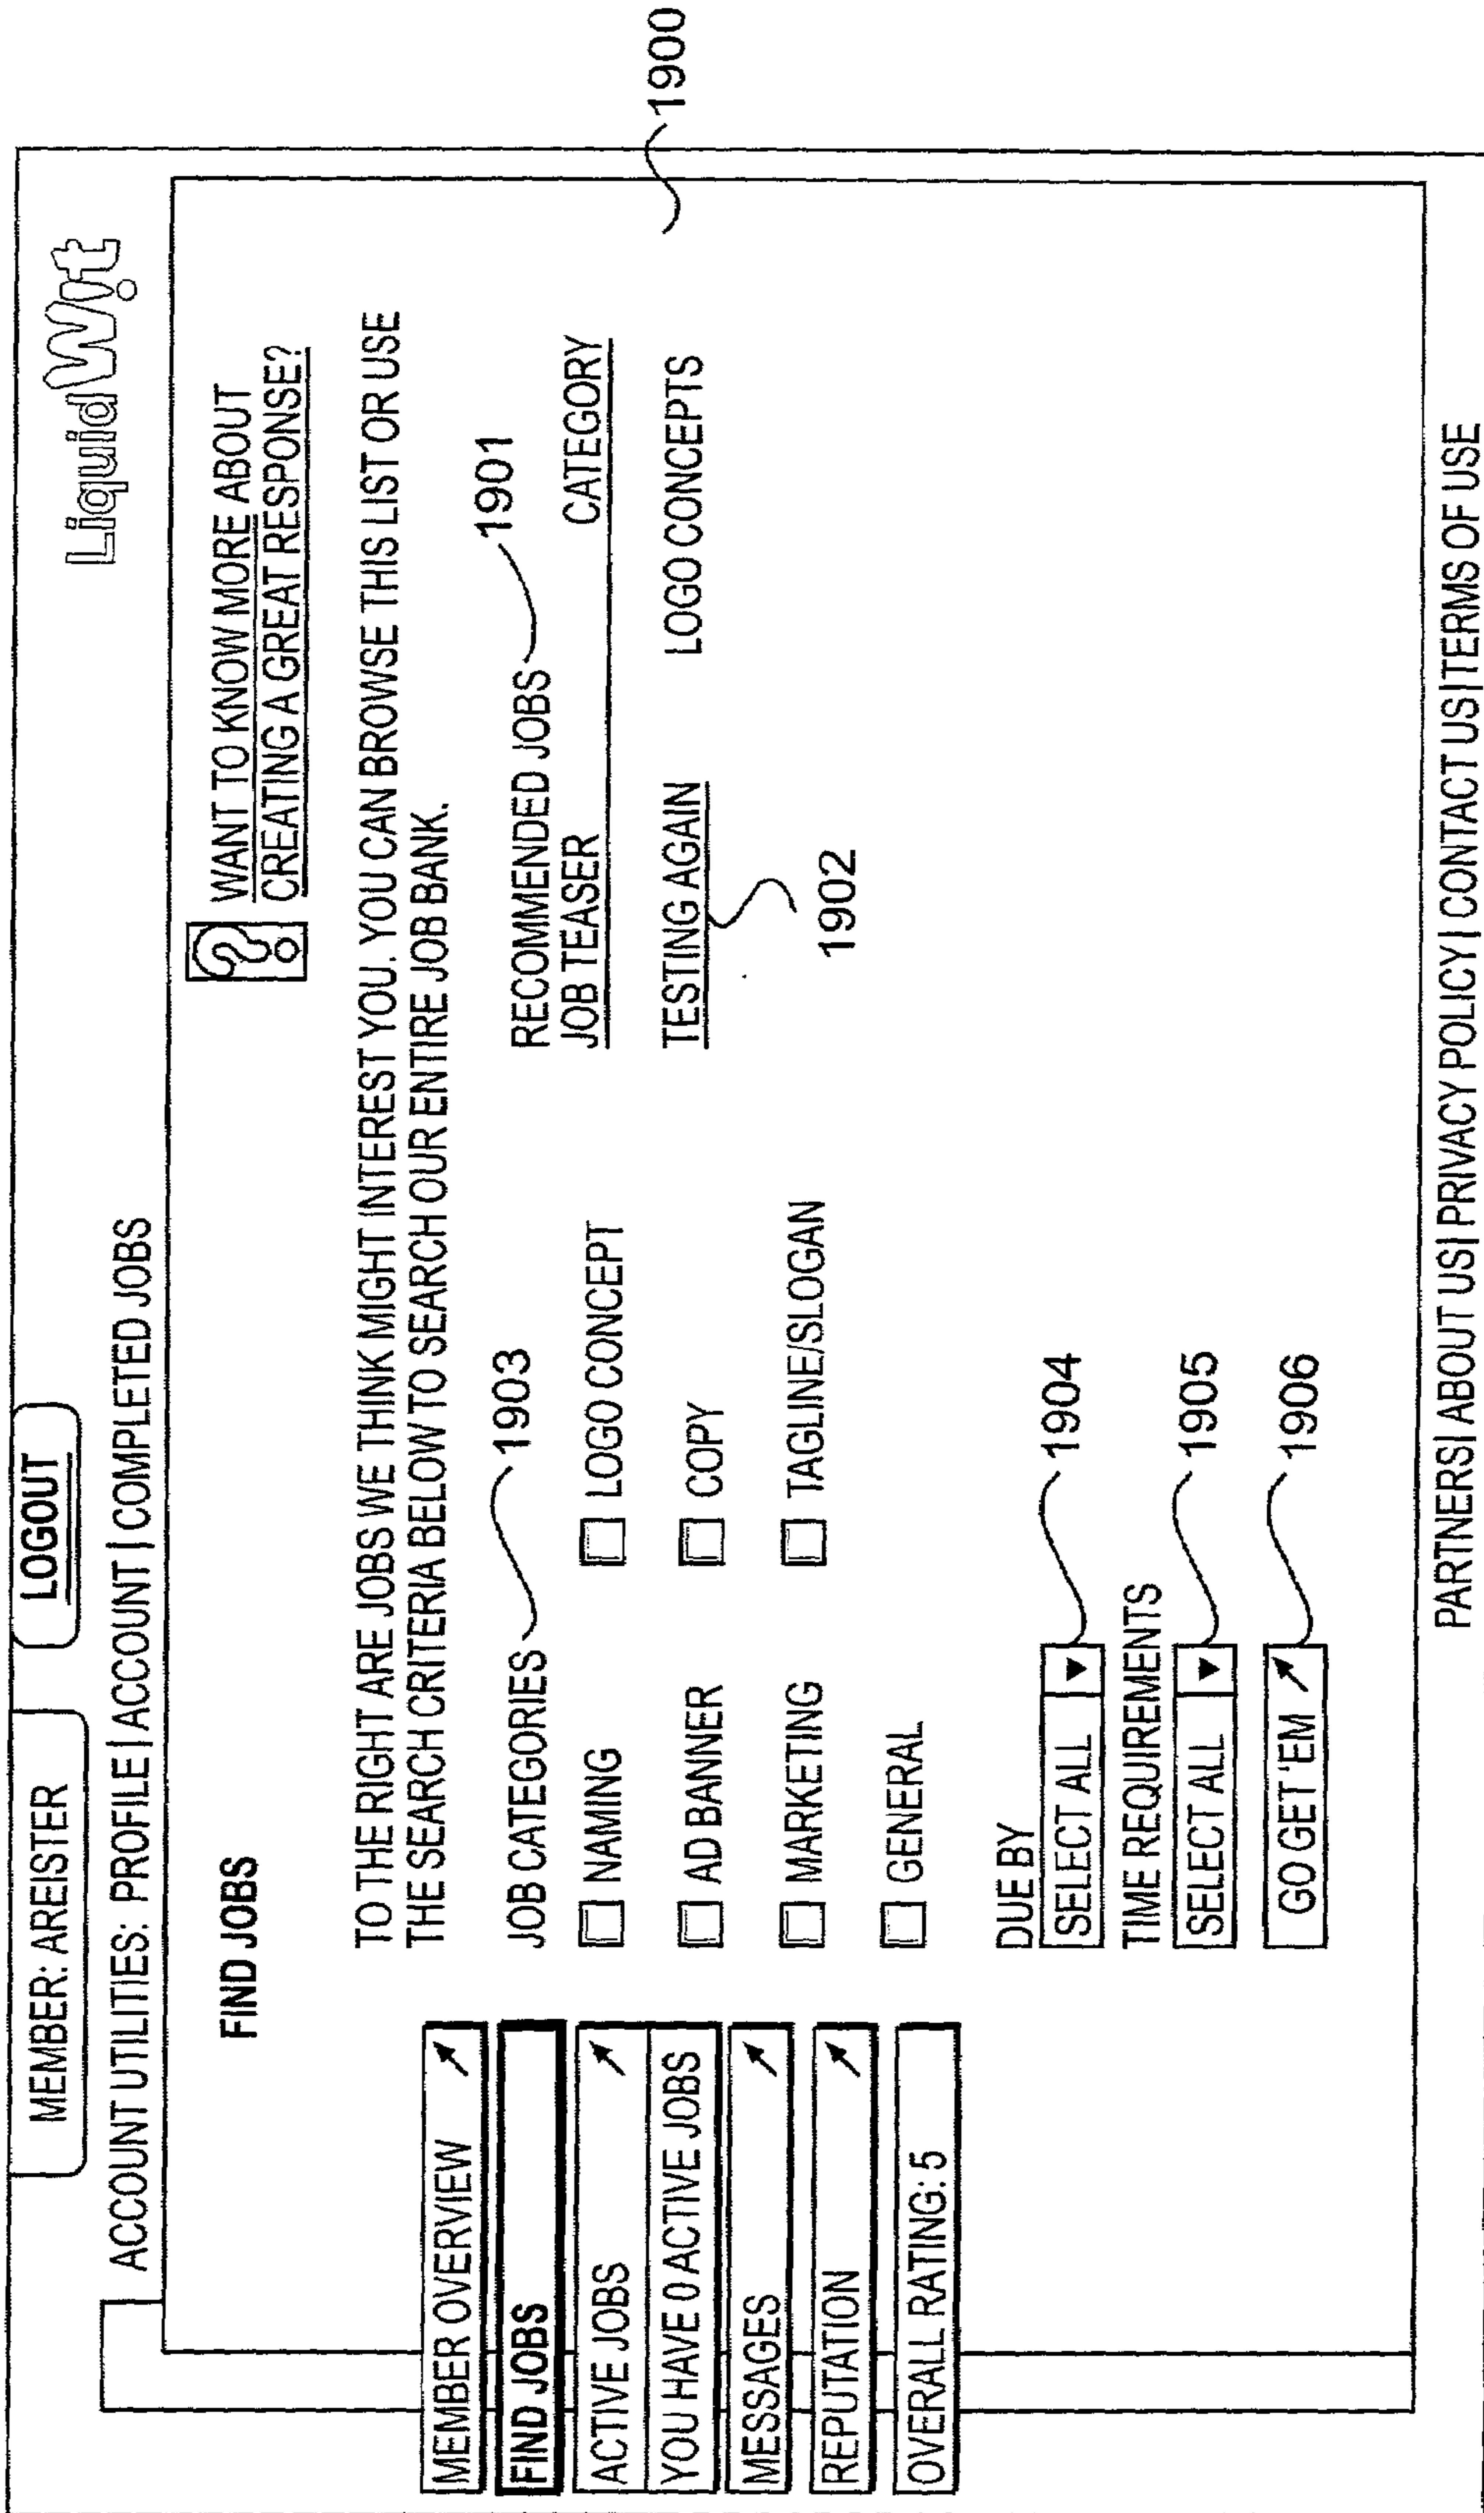 MEMBER: AREISTER
LOGOUT
LiquidWit
ACCOUNT UTILITIES: PROFILE | ACCOUNT | COMPLETED JOBS
FIND JOBS
? WANT TO KNOW MORE ABOUT
CREATING A GREAT RESPONSE?
TO THE RIGHT ARE JOBS WE THINK MIGHT INTEREST YOU. YOU CAN BROWSE THIS LIST OR USE
THE SEARCH CRITERIA BELOW TO SEARCH OUR ENTIRE JOB BANK.
MEMBER OVERVIEW
FIND JOBS
ACTIVE JOBS
YOU HAVE 0 ACTIVE JOBS
MESSAGES
REPUTATION
OVERALL RATING: 5
JOB CATEGORIES 1903
NAMING
LOGO CONCEPT
AD BANNER
COPY
MARKETING
TAGLINE/SLOGAN
GENERAL
DUE BY
SELECT ALL 1904
TIME REQUIREMENTS
SELECT ALL 1905
GO GET 'EM 1906
RECOMMENDED JOBS 1901
JOB TEASER CATEGORY
TESTING AGAIN LOGO CONCEPTS
1902
1900
PARTNERS| ABOUT US| PRIVACY POLICY | CONTACT US|TERMS OF USE